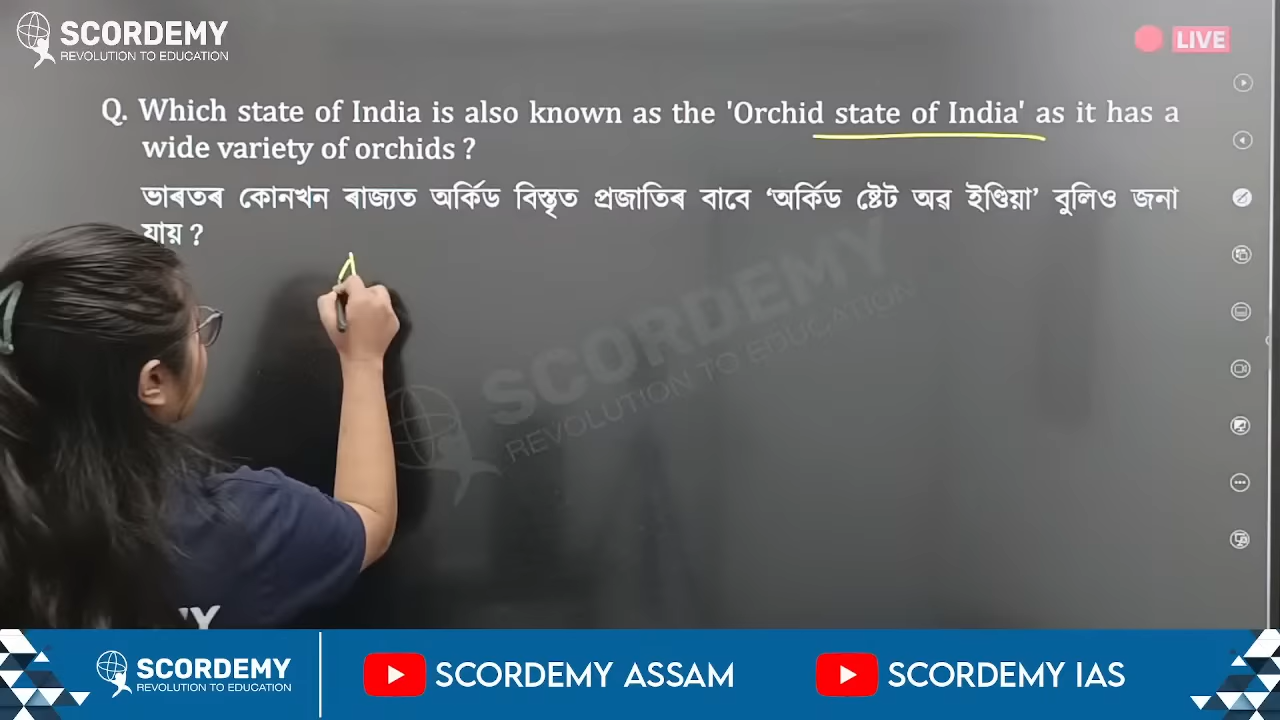 SCORDEMY
REVOLUTION TO EDUCATION
LIVE
Q. Which state of India is also known as the 'Orchid state of India' as it has a
wide variety of orchids ?
ভাৰতৰ কোনখন ৰাজ্যত অৰ্কিড বিস্তৃত প্ৰজাতিৰ বাবে ‘অৰ্কিড ষ্টেট অৱ ইণ্ডিয়া’ বুলিও জনা
যায় ?
A
SCORDEMY
REVOLUTION TO EDUCATION
MY
SCORDEMY
REVOLUTION TO EDUCATION
SCORDEMY ASSAM
SCORDEMY IAS